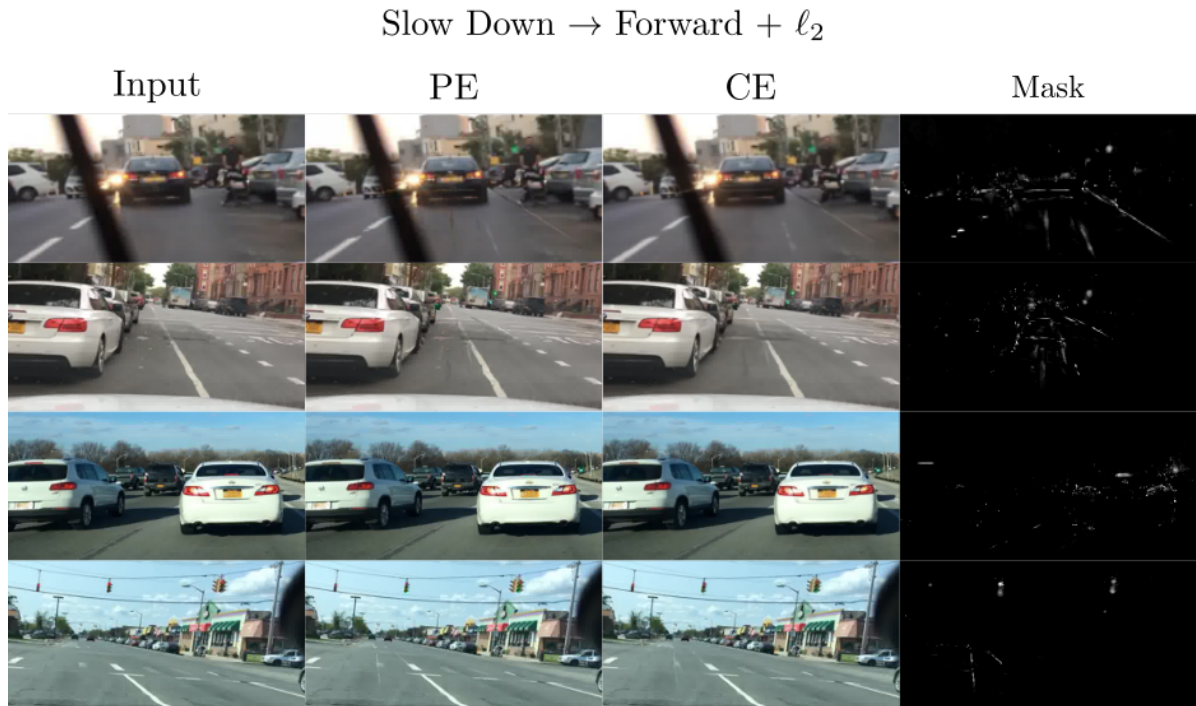 Slow Down → Forward + ℓ₂
Input PE CE Mask